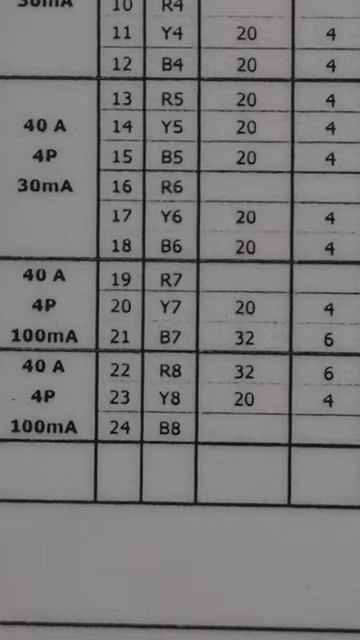 30mA 10 R4
11 Y4 20 4
12 B4 20 4
13 R5 20 4
40 A 14 Y5 20 4
4P 15 B5 20 4
30mA 16 R6
17 Y6 20 4
18 B6 20 4
40 A 19 R7
4P 20 Y7 20 4
100mA 21 B7 32 6
40 A 22 R8 32 6
4P 23 Y8 20 4
100mA 24 B8